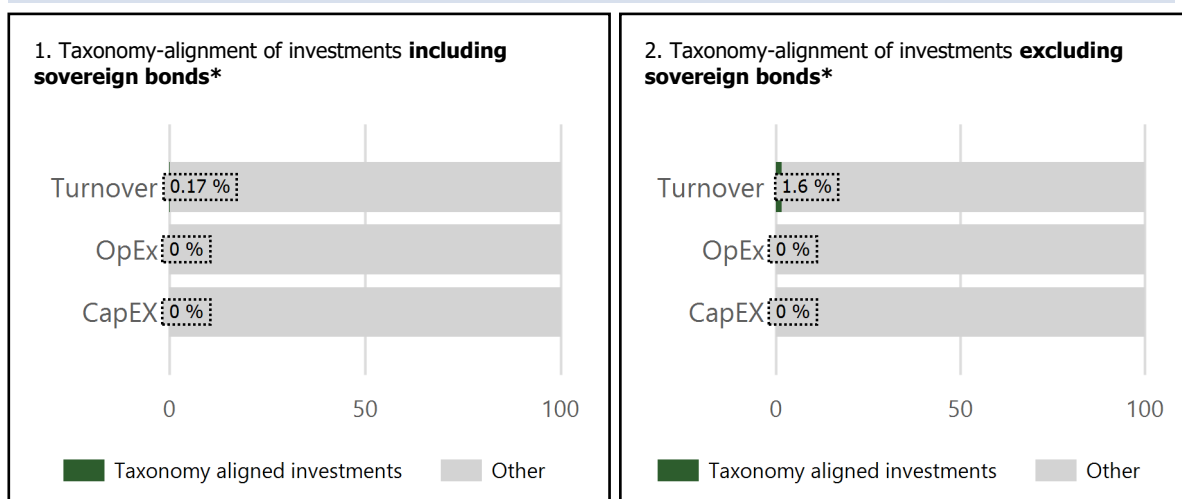 1. Taxonomy-alignment of investments including
sovereign bonds*
Turnover 0.17 %
OpEx 0 %
CapEX 0 %
0 50 100
Taxonomy aligned investments Other
2. Taxonomy-alignment of investments excluding
sovereign bonds*
Turnover 1.6 %
OpEx 0 %
CapEX 0 %
0 50 100
Taxonomy aligned investments Other